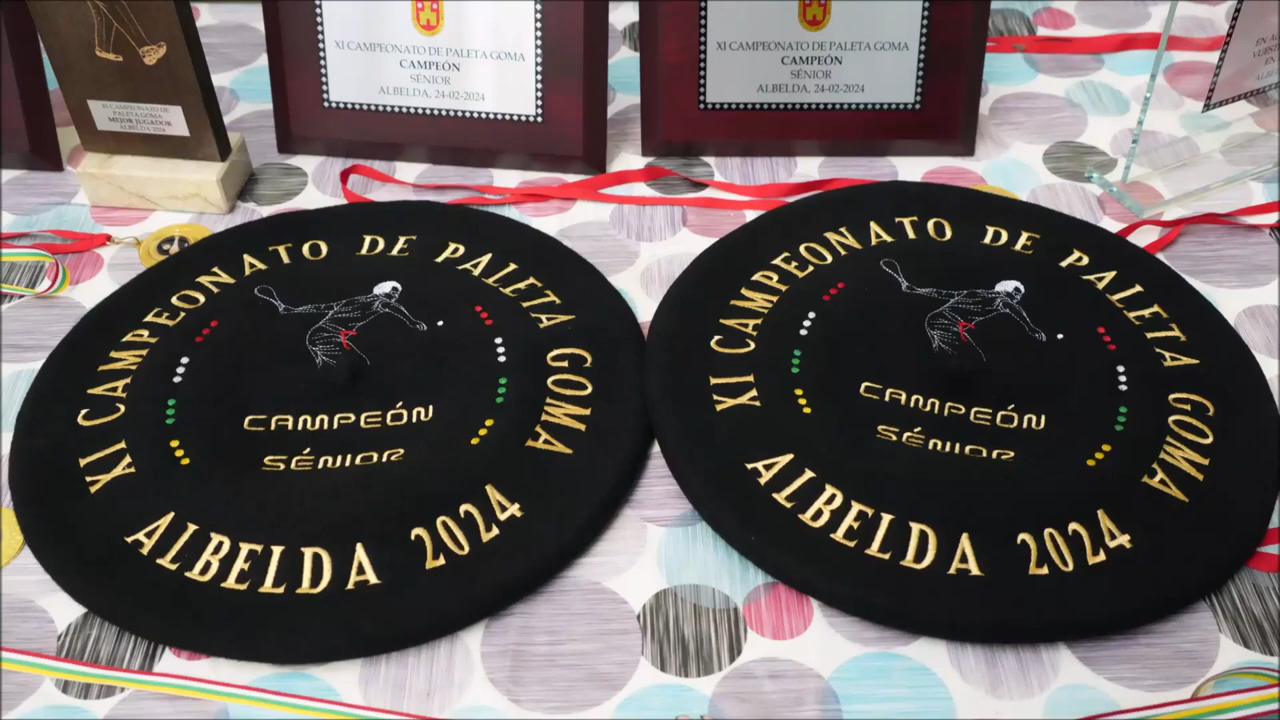 XI CAMPEONATO DE
PALETA GOMA
MEJOR JUGADOR
ALBELDA 2024
XI CAMPEONATO DE PALETA GOMA
CAMPEÓN
SÉNIOR
ALBELDA, 24-02-2024
XI CAMPEONATO DE PALETA GOMA
CAMPEÓN
SÉNIOR
ALBELDA, 24-02-2024
XI CAMPEONATO DE PALETA GOMA
CAMPEÓN
SÉNIOR
ALBELDA 2024
XI CAMPEONATO DE PALETA GOMA
CAMPEÓN
SÉNIOR
ALBELDA 2024